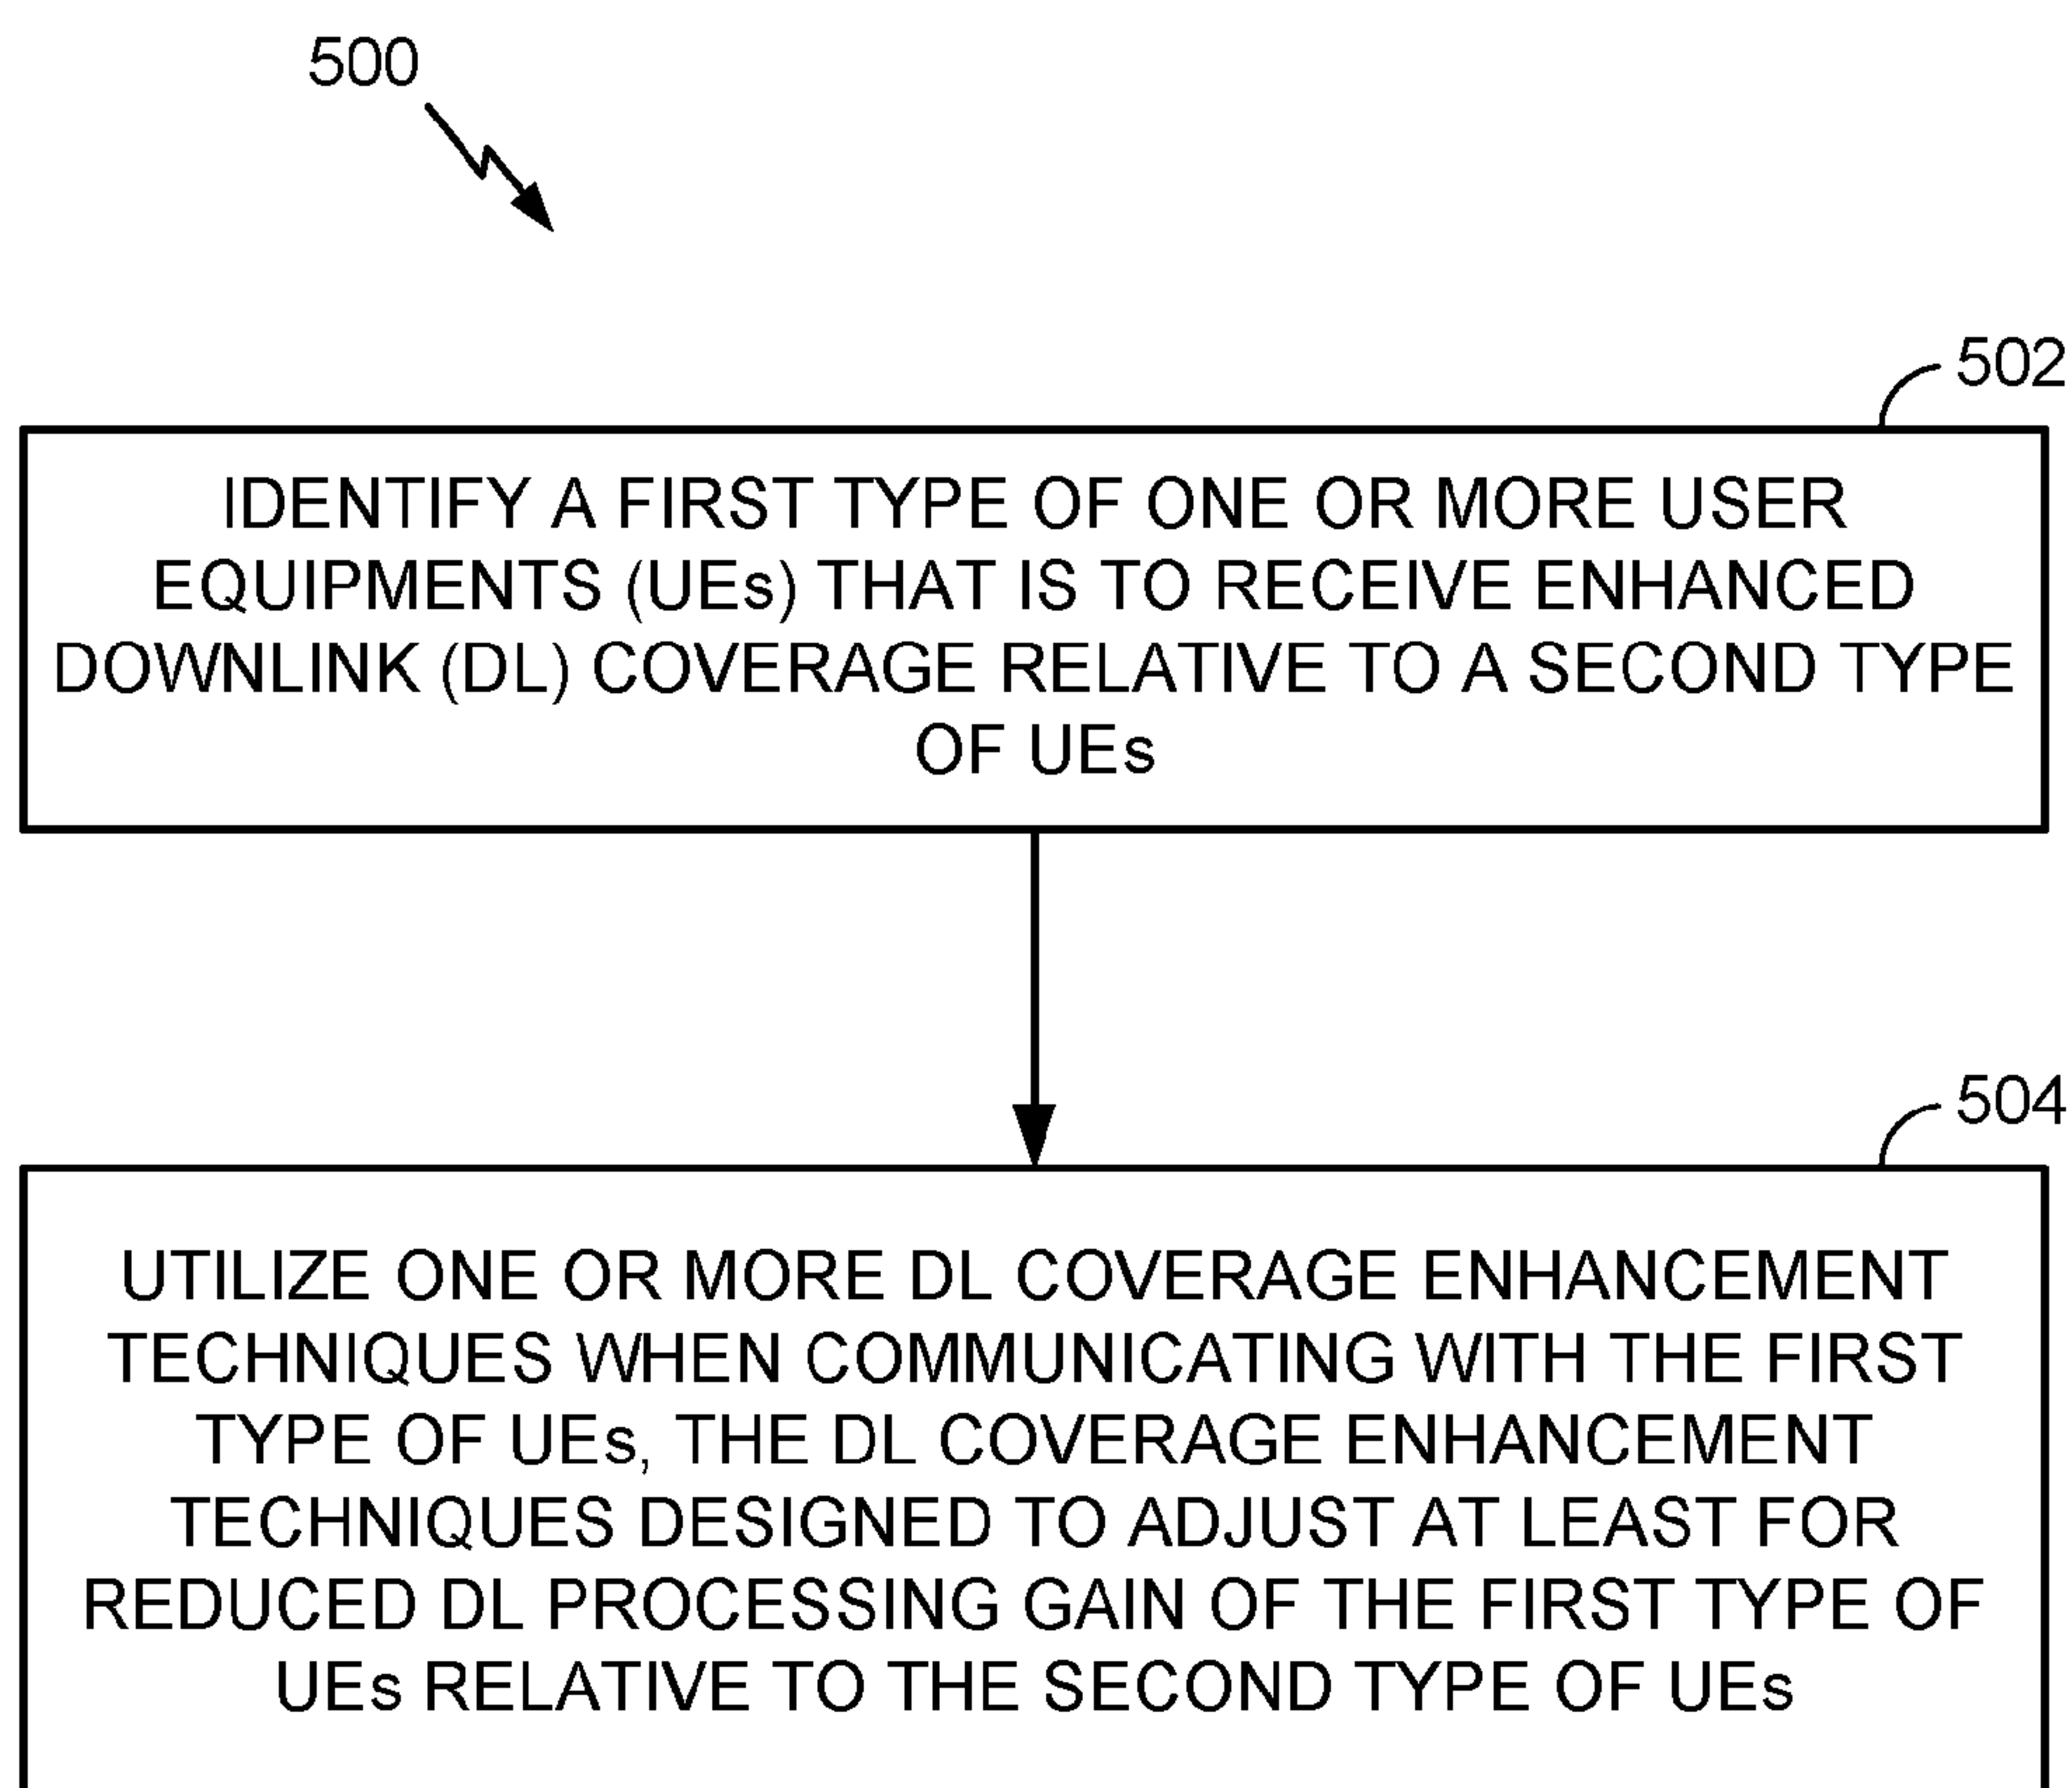 500
502
IDENTIFY A FIRST TYPE OF ONE OR MORE USER
EQUIPMENTS (UEs) THAT IS TO RECEIVE ENHANCED
DOWNLINK (DL) COVERAGE RELATIVE TO A SECOND TYPE
OF UEs
504
UTILIZE ONE OR MORE DL COVERAGE ENHANCEMENT
TECHNIQUES WHEN COMMUNICATING WITH THE FIRST
TYPE OF UEs, THE DL COVERAGE ENHANCEMENT
TECHNIQUES DESIGNED TO ADJUST AT LEAST FOR
REDUCED DL PROCESSING GAIN OF THE FIRST TYPE OF
UEs RELATIVE TO THE SECOND TYPE OF UEs